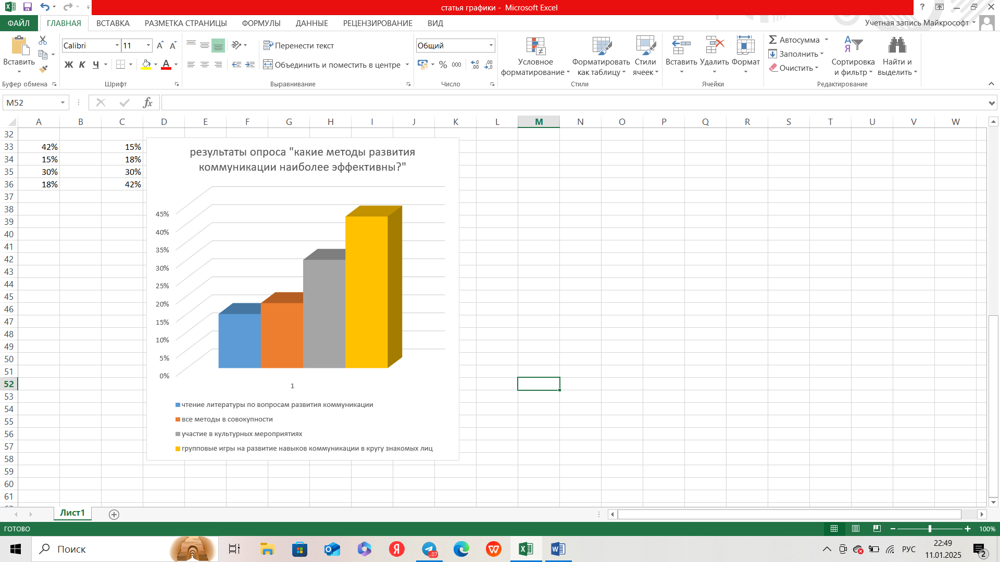 статья графики - Microsoft Excel
?
ФАЙЛ ГЛАВНАЯ ВСТАВКА РАЗМЕТКА СТРАНИЦЫ ФОРМУЛЫ ДАННЫЕ РЕЦЕНЗИРОВАНИЕ ВИД
Учетная запись Майкрософт
Вставить
Calibri 11
Ж К Ч
Перенести текст
Объединить и поместить в центре
Общий
% 000
Условное форматирование
Форматировать как таблицу
Стили ячеек
Вставить Удалить Формат
Автосумма
Заполнить
Очистить
Сортировка и фильтр
Найти и выделить
Буфер обмена Шрифт Выравнивание Число Стили Ячейки Редактирование
M52
fx
A B C D E F G H I J K L M N O P Q R S T U V W
32
33 42% 15%
34 15% 18%
35 30% 30%
36 18% 42%
37
38
39
40
41
42
43
44
45
46
47
48
49
50
51
52
53
54
55
56
57
58
59
60
61
результаты опроса "какие методы развития
коммуникации наиболее эффективны?"
45%
40%
35%
30%
25%
20%
15%
10%
5%
0%
1
чтение литературы по вопросам развития коммуникации
все методы в совокупности
участие в культурных мероприятиях
групповые игры на развитие навыков коммуникации в кругу знакомых лиц
Лист1
ГОТОВО
100%
Поиск
РУС
22:49
11.01.2025
2